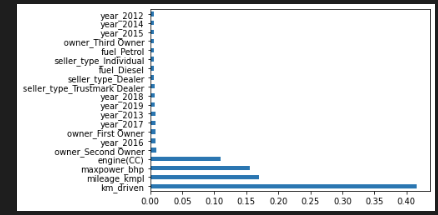 year_2012
year_2014
year_2015
owner_Third Owner
fuel_Petrol
seller_type_Individual
fuel_Diesel
seller_type_Dealer
seller_type_Trustmark Dealer
year_2018
year_2019
year_2013
year_2017
owner_First Owner
year_2016
owner_Second Owner
engine(CC)
maxpower_bhp
mileage_kmpl
km_driven
0.00 0.05 0.10 0.15 0.20 0.25 0.30 0.35 0.40